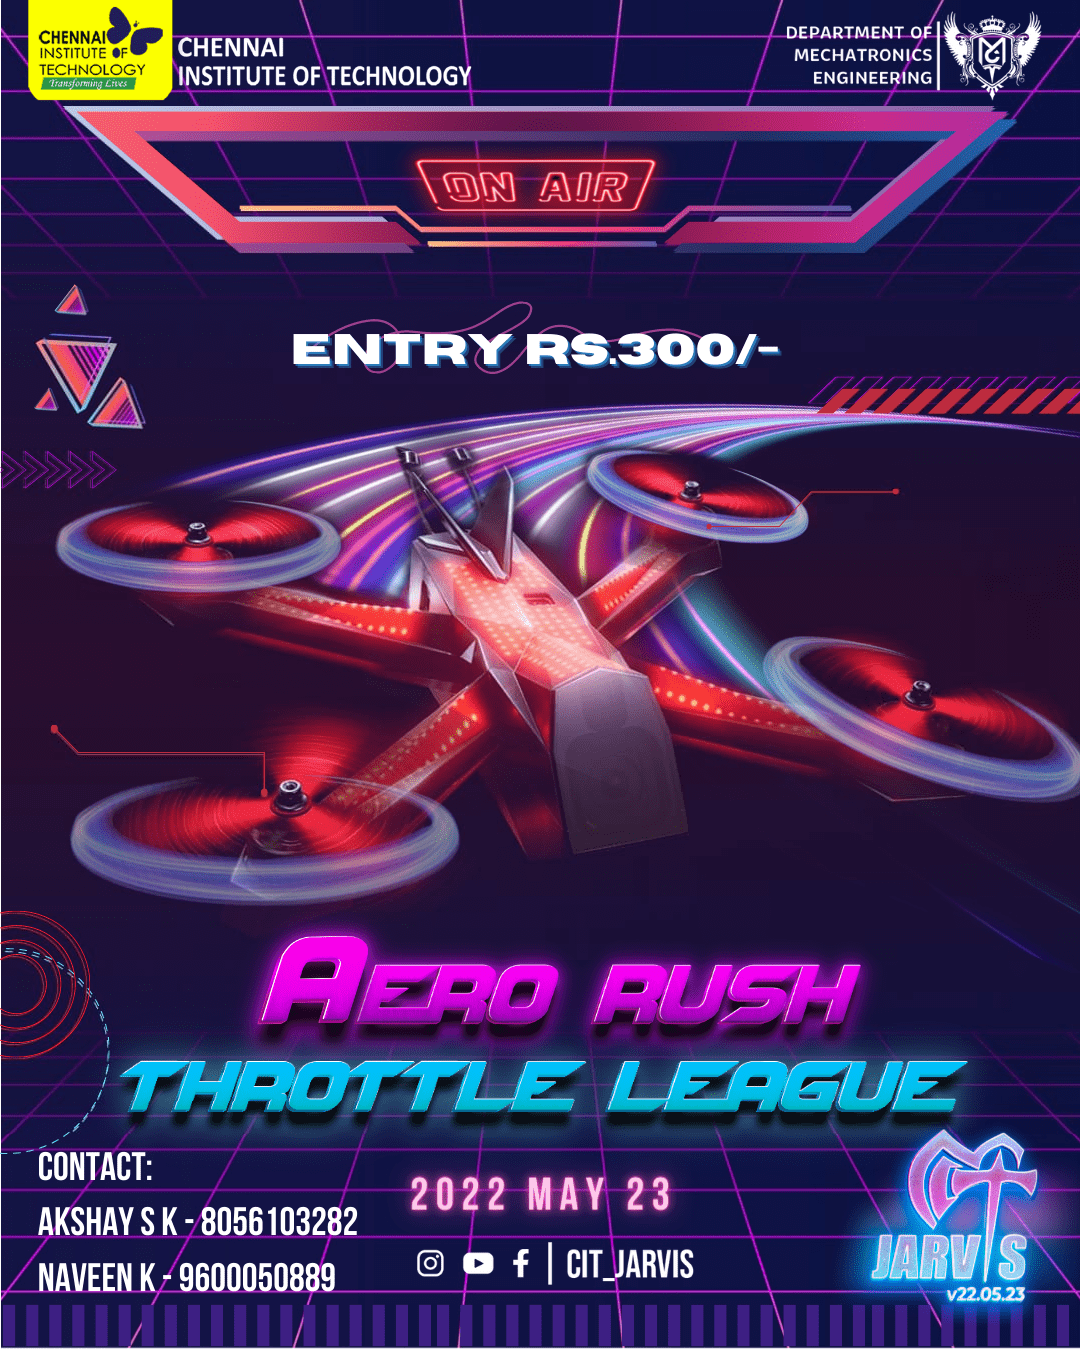 CHENNAI
INSTITUTE OF
TECHNOLOGY
Transforming Lives
CHENNAI
INSTITUTE OF TECHNOLOGY
DEPARTMENT OF
MECHATRONICS
ENGINEERING
ON AIR
ENTRY RS.300/-
AERO RUSH
THROTTLE LEAGUE
CONTACT:
AKSHAY S K - 8056103282
NAVEEN K - 9600050889
2022 MAY 23
CIT_JARVIS
JARVIS
v22.05.23